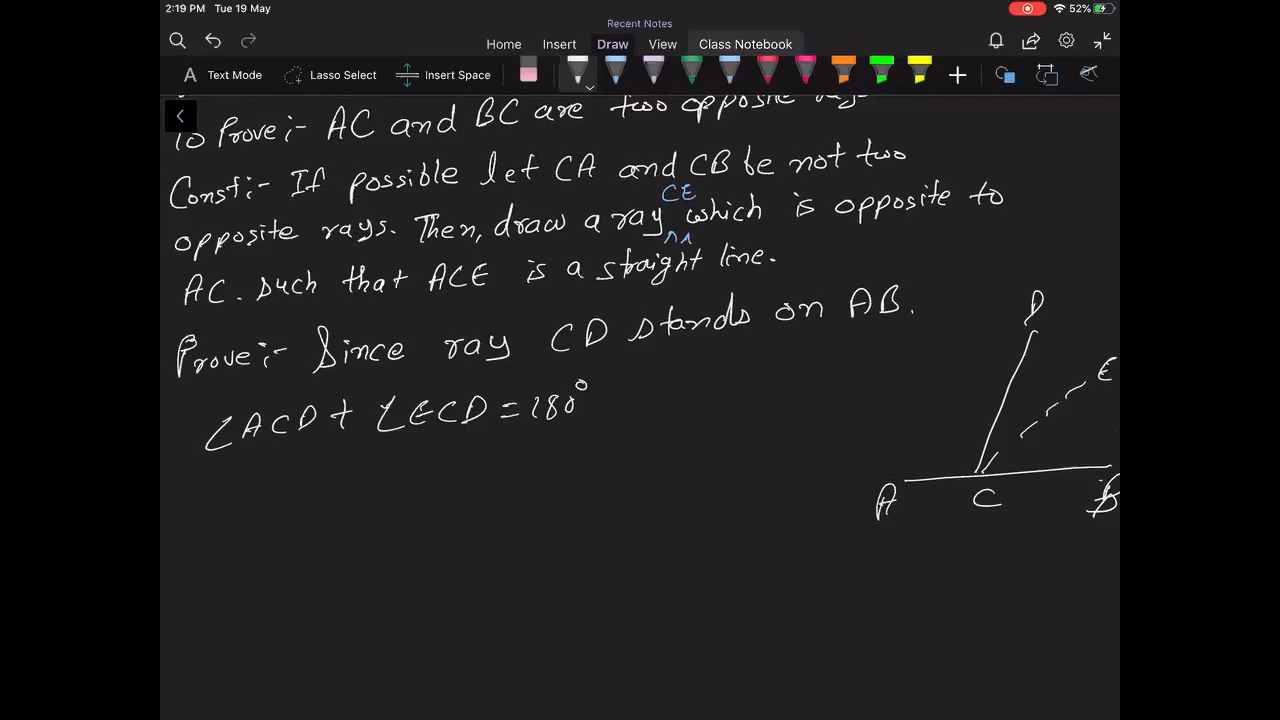 2:19 PM Tue 19 May
52%
Recent Notes
Home Insert Draw View Class Notebook
A Text Mode Lasso Select Insert Space
To Prove :- AC and BC are two opposite rays
Const :- If possible let CA and CB be not two
CE
opposite rays. Then, draw a ray which is opposite to
AC. such that ACE is a straight line.
Prove :- Since ray CD stands on AB.
∠ACD + ∠ECD = 180°
D
E
A C B